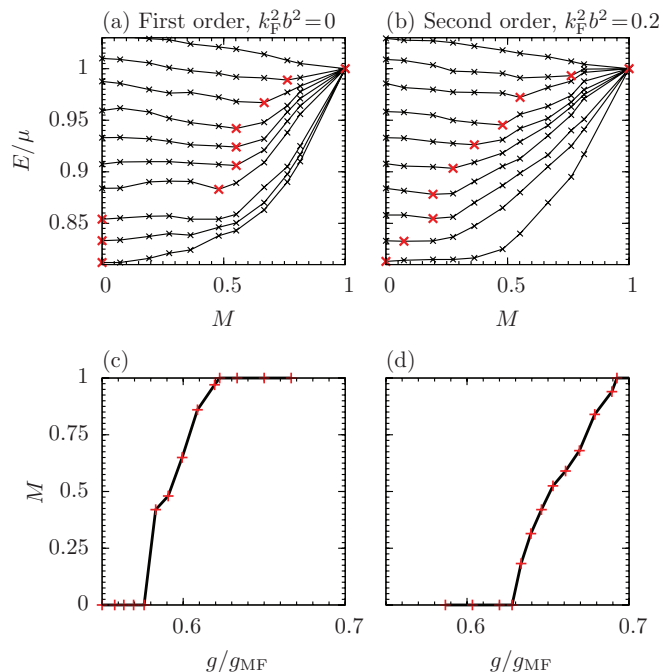 (a) First order, k_F^2 b^2 = 0
(b) Second order, k_F^2 b^2 = 0.2
E/μ
1
0.95
0.9
0.85
0 0.5 1
0 0.5 1
M
M
(c)
(d)
M
1
0.75
0.5
0.25
0
0.6 0.7
0.6 0.7
g/g_MF
g/g_MF